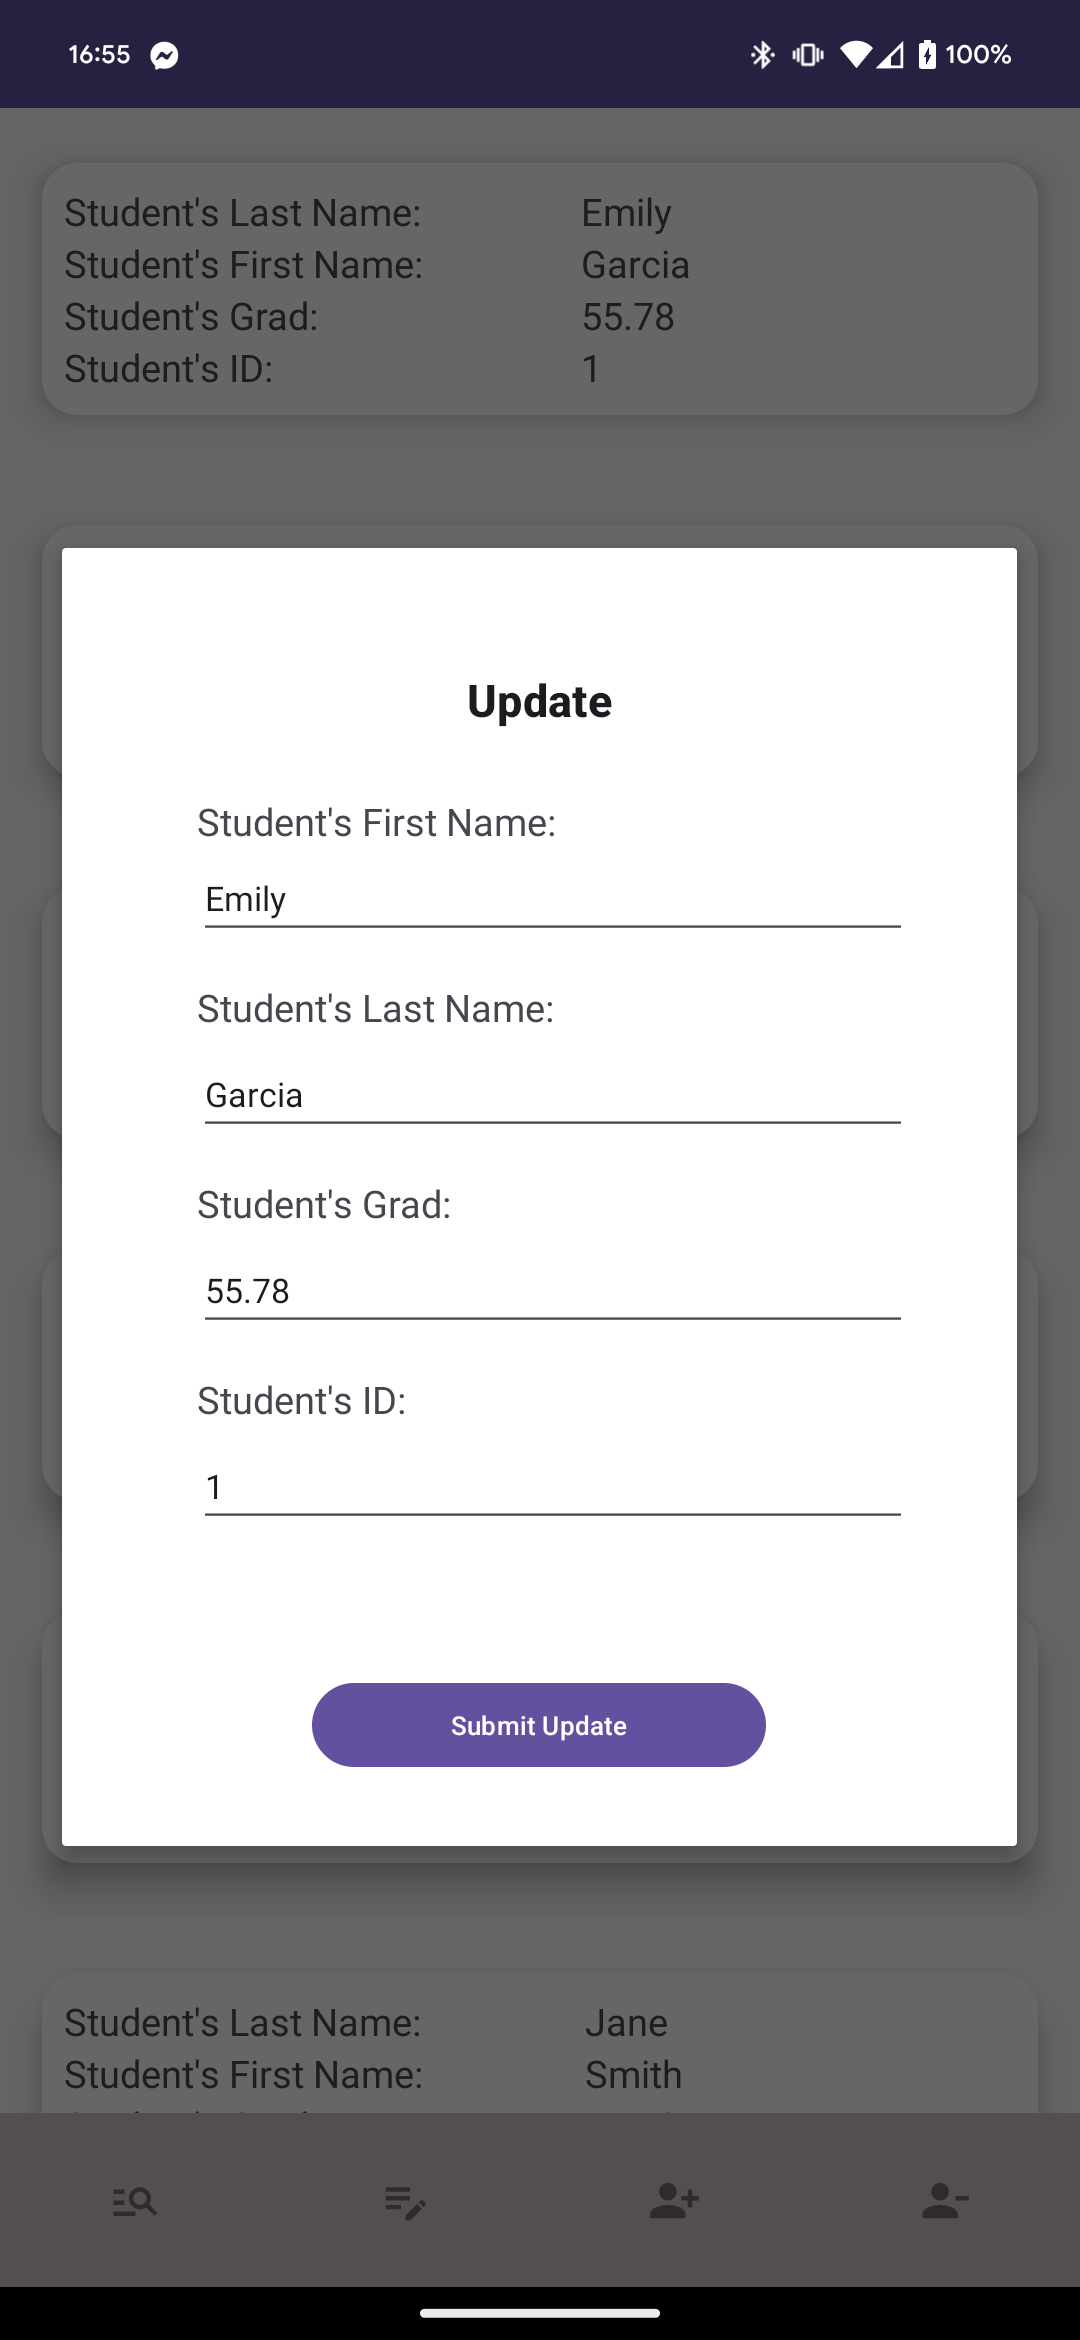 16:55 100%
Student's Last Name: Emily
Student's First Name: Garcia
Student's Grad: 55.78
Student's ID: 1
Update
Student's First Name:
Emily
Student's Last Name:
Garcia
Student's Grad:
55.78
Student's ID:
1
Submit Update
Student's Last Name: Jane
Student's First Name: Smith